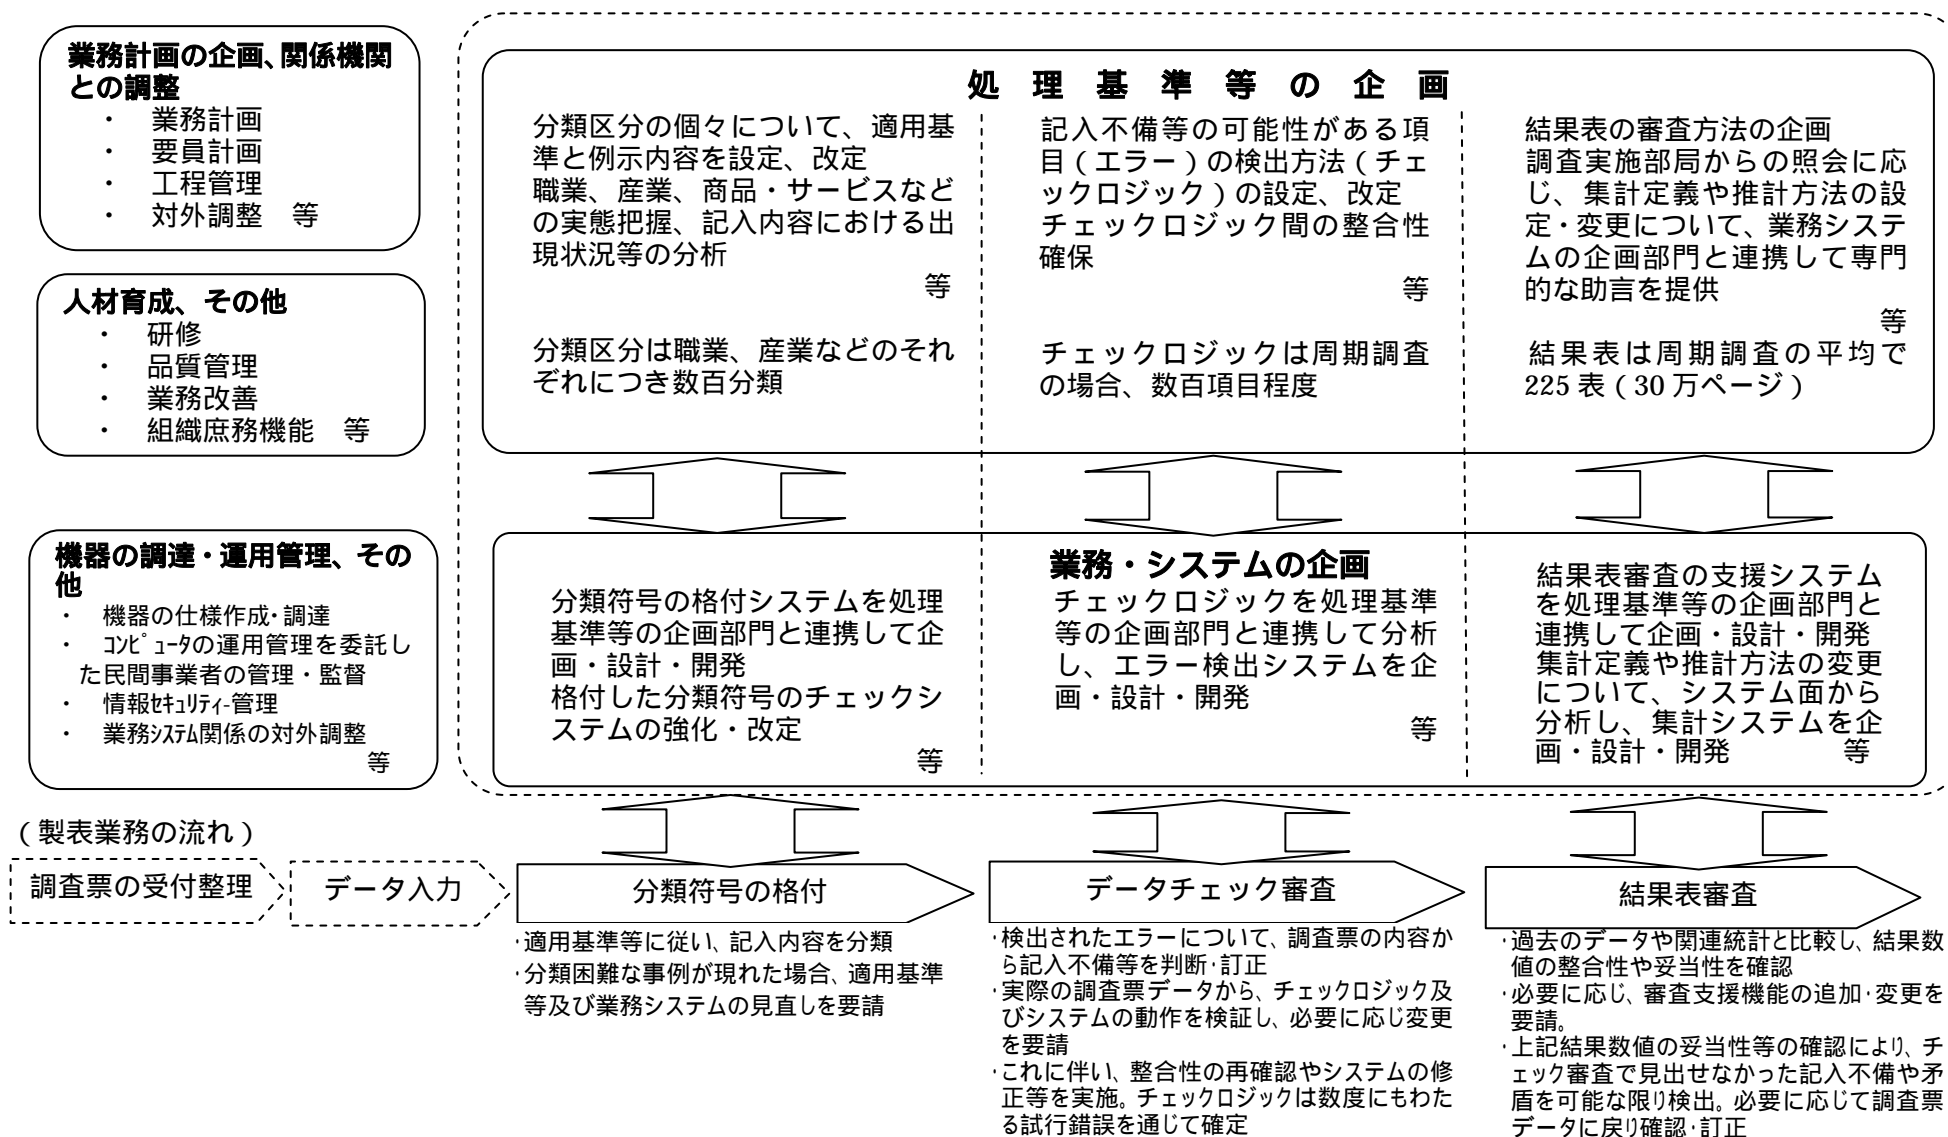 業務計画の企画、関係機関
との調整
・ 業務計画
・ 要員計画
・ 工程管理
・ 対外調整 等
人材育成、その他
・ 研修
・ 品質管理
・ 業務改善
・ 組織庶務機能 等
機器の調達・運用管理、その
他
・ 機器の仕様作成・調達
・ ｺﾝﾋﾟｭｰﾀの運用管理を委託し
た民間事業者の管理・監督
・ 情報ｾｷｭﾘﾃｨｰ管理
・ 業務ｼｽﾃﾑ関係の対外調整
等
処理基準等の企画
分類区分の個々について、適用基
準と例示内容を設定、改定
職業、産業、商品・サービスなど
の実態把握、記入内容における出
現状況等の分析
等
分類区分は職業、産業などのそれ
ぞれにつき数百分類
記入不備等の可能性がある項
目（エラー）の検出方法（チェ
ックロジック）の設定、改定
チェックロジック間の整合性
確保
等
チェックロジックは周期調査
の場合、数百項目程度
結果表の審査方法の企画
調査実施部局からの照会に応
じ、集計定義や推計方法の設
定・変更について、業務システ
ムの企画部門と連携して専門
的な助言を提供
等
結果表は周期調査の平均で
225 表（30 万ページ）
業務・システムの企画
分類符号の格付システムを処理
基準等の企画部門と連携して企
画・設計・開発
格付した分類符号のチェックシ
ステムの強化・改定
等
チェックロジックを処理基準
等の企画部門と連携して分析
し、エラー検出システムを企
画・設計・開発
等
結果表審査の支援システム
を処理基準等の企画部門と
連携して企画・設計・開発
集計定義や推計方法の変更
について、システム面から
分析し、集計システムを企
画・設計・開発 等
（製表業務の流れ）
調査票の受付整理
データ入力
分類符号の格付
データチェック審査
結果表審査
･適用基準等に従い、記入内容を分類
･分類困難な事例が現れた場合、適用基準
等及び業務システムの見直しを要請
･検出されたエラーについて、調査票の内容か
ら記入不備等を判断･訂正
･実際の調査票データから、チェックロジック及
びシステムの動作を検証し、必要に応じ変更
を要請
･これに伴い、整合性の再確認やシステムの修
正等を実施。チェックロジックは数度にもわた
る試行錯誤を通じて確定
･過去のデータや関連統計と比較し、結果数
値の整合性や妥当性を確認
･必要に応じ、審査支援機能の追加･変更を
要請。
･上記結果数値の妥当性等の確認により、チ
ェック審査で見出せなかった記入不備や矛
盾を可能な限り検出。必要に応じて調査票
データに戻り確認･訂正